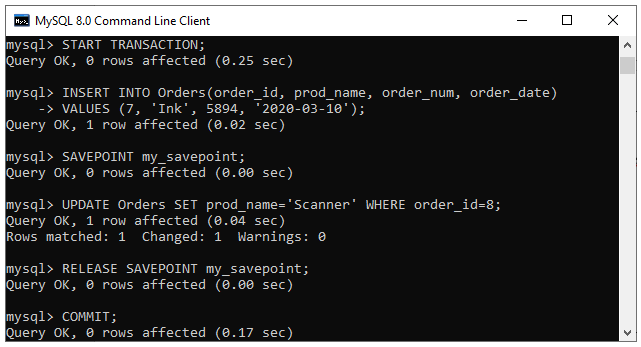 MySQL 8.0 Command Line Client
mysql> START TRANSACTION;
Query OK, 0 rows affected (0.25 sec)
mysql> INSERT INTO Orders(order_id, prod_name, order_num, order_date)
    -> VALUES (7, 'Ink', 5894, '2020-03-10');
Query OK, 1 row affected (0.02 sec)
mysql> SAVEPOINT my_savepoint;
Query OK, 0 rows affected (0.00 sec)
mysql> UPDATE Orders SET prod_name='Scanner' WHERE order_id=8;
Query OK, 1 row affected (0.04 sec)
Rows matched: 1  Changed: 1  Warnings: 0
mysql> RELEASE SAVEPOINT my_savepoint;
Query OK, 0 rows affected (0.00 sec)
mysql> COMMIT;
Query OK, 0 rows affected (0.17 sec)